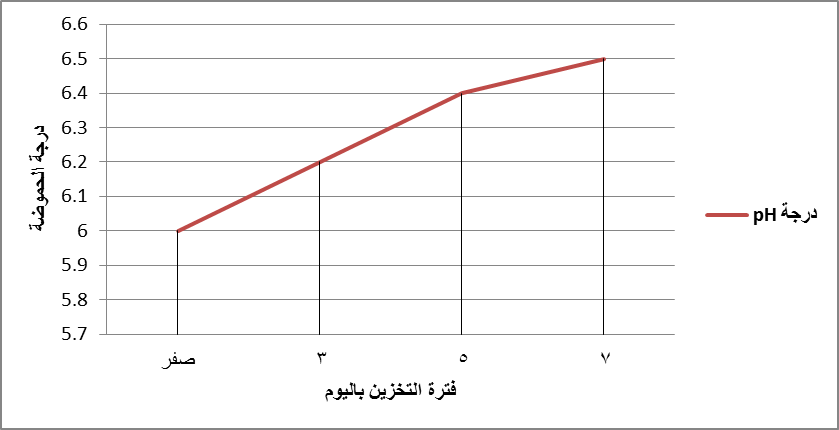 6.6
6.5
6.4
6.3
6.2
6.1
6
5.9
5.8
5.7
درجة الحموضة
صفر ٣ ٥ ٧
فترة التخزين باليوم
درجة pH